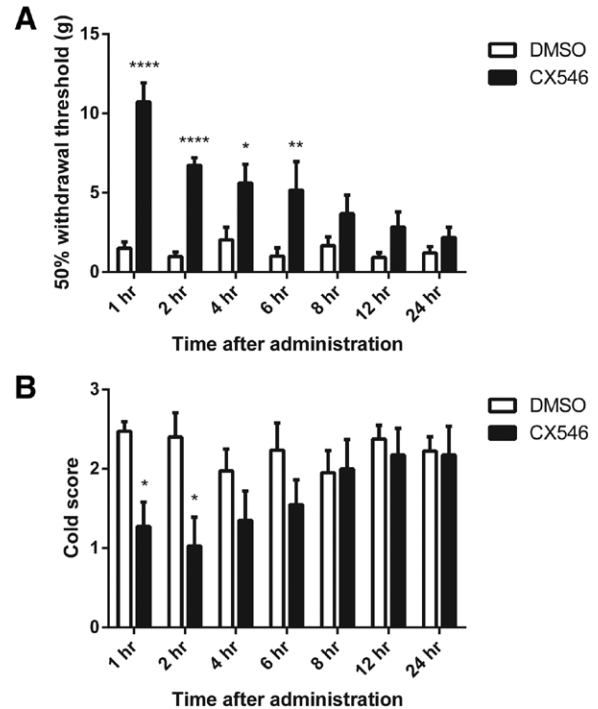 A
50% withdrawal threshold (g)
15
10
5
0
****
****
*
**
DMSO
CX546
1 hr
2 hr
4 hr
6 hr
8 hr
12 hr
24 hr
Time after administration
B
Cold score
3
2
1
0
*
*
DMSO
CX546
1 hr
2 hr
4 hr
6 hr
8 hr
12 hr
24 hr
Time after administration